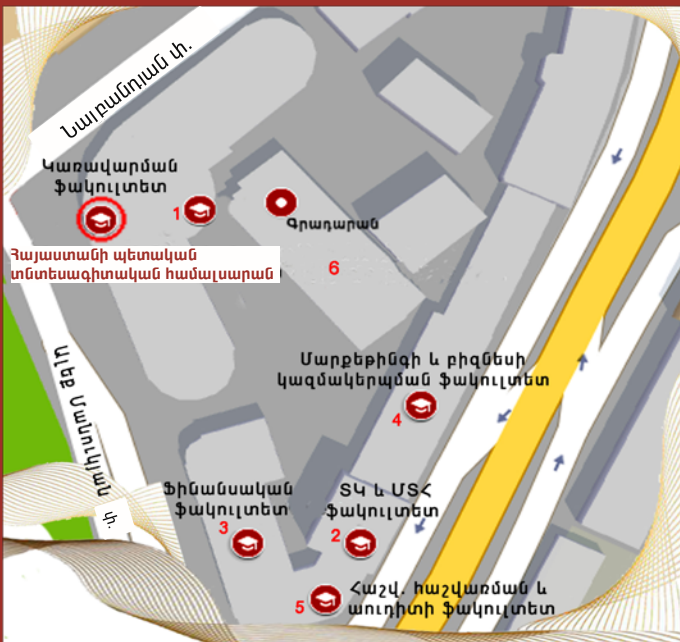 Նալբանդյան փ.
Կառավարման
ֆակուլտետ
1
Գրադարան
Հայաստանի պետական
տնտեսագիտական համալսարան
6
Մարքեթինգի և բիզնեսի
կազմակերպման ֆակուլտետ
4
Ֆինանսական
ֆակուլտետ
3
ՏԿ և ՄՏՀ
ֆակուլտետ
2
Հաշվ. հաշվառման և
աուդիտի ֆակուլտետ
5
փ.